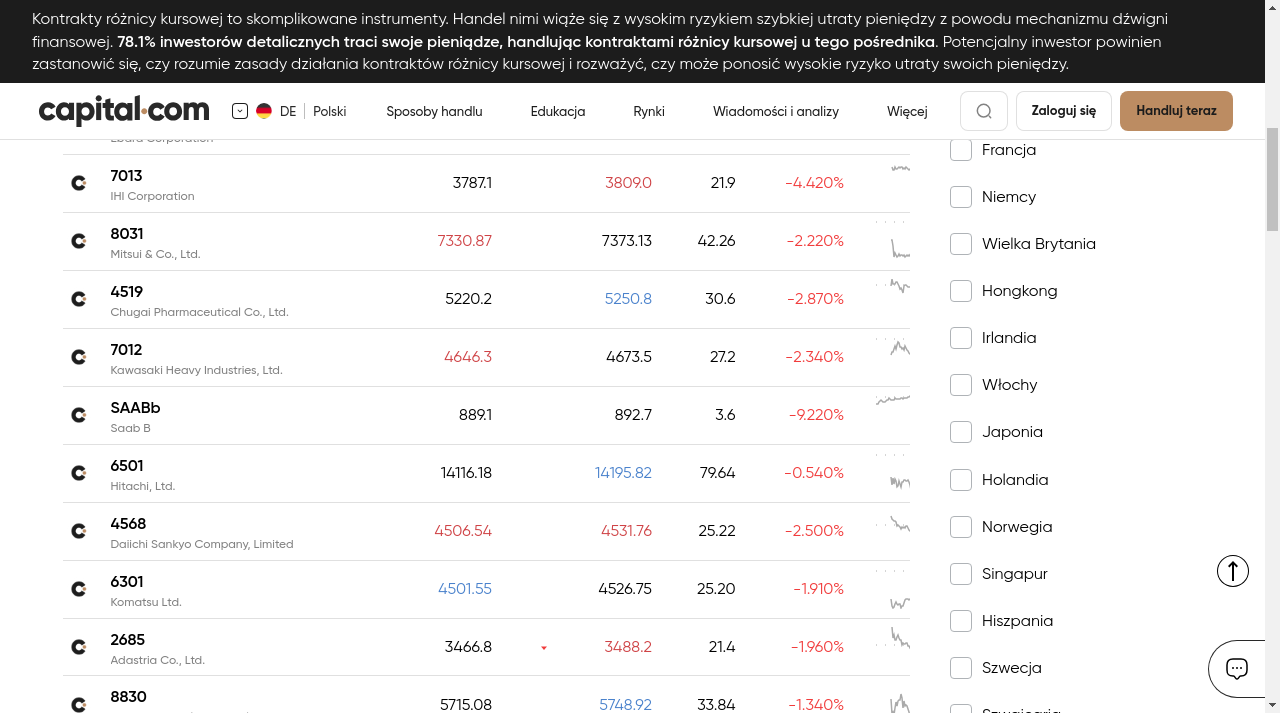 Kontrakty różnicy kursowej to skomplikowane instrumenty. Handel nimi wiąże się z wysokim ryzykiem szybkiej utraty pieniędzy z powodu mechanizmu dźwigni
finansowej. 78.1% inwestorów detalicznych traci swoje pieniądze, handlując kontraktami różnicy kursowej u tego pośrednika. Potencjalny inwestor powinien
zastanowić się, czy rozumie zasady działania kontraktów różnicy kursowej i rozważyć, czy może ponosić wysokie ryzyko utraty swoich pieniędzy.
capital.com DE Polski Sposoby handlu Edukacja Rynki Wiadomości i analizy Więcej Zaloguj się Handluj teraz
Ebara Corporation
7013 3787.1 3809.0 21.9 -4.420%
IHI Corporation
8031 7330.87 7373.13 42.26 -2.220%
Mitsui & Co., Ltd.
4519 5220.2 5250.8 30.6 -2.870%
Chugai Pharmaceutical Co., Ltd.
7012 4646.3 4673.5 27.2 -2.340%
Kawasaki Heavy Industries, Ltd.
SAABb 889.1 892.7 3.6 -9.220%
Saab B
6501 14116.18 14195.82 79.64 -0.540%
Hitachi, Ltd.
4568 4506.54 4531.76 25.22 -2.500%
Daiichi Sankyo Company, Limited
6301 4501.55 4526.75 25.20 -1.910%
Komatsu Ltd.
2685 3466.8 3488.2 21.4 -1.960%
Adastria Co., Ltd.
8830 5715.08 5748.92 33.84 -1.340%
Francja
Niemcy
Wielka Brytania
Hongkong
Irlandia
Włochy
Japonia
Holandia
Norwegia
Singapur
Hiszpania
Szwecja
Szwajcaria